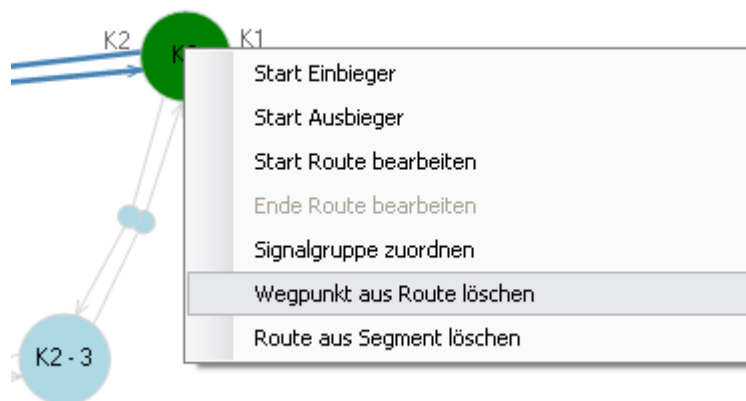 K2
K1
Start Einbieger
Start Ausbieger
Start Route bearbeiten
Ende Route bearbeiten
Signalgruppe zuordnen
Wegpunkt aus Route löschen
Route aus Segment löschen
K2 - 3